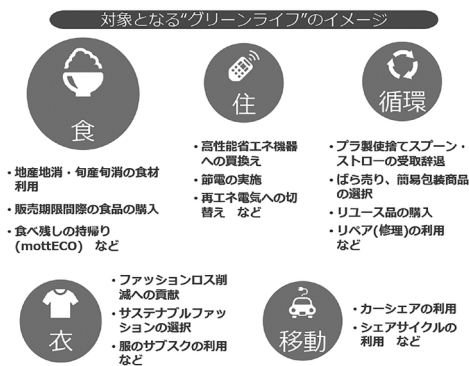 対象となる“グリーンライフ”のイメージ
食
・地産地消・旬産旬消の食材
利用
・販売期限間際の食品の購入
・食べ残しの持帰り
(mottECO)　など
住
・高性能省エネ機器
への買換え
・節電の実施
・再エネ電気への切
替え　など
循環
・プラ製使捨てスプーン・
ストローの受取辞退
・ばら売り、簡易包装商品
の選択
・リユース品の購入
・リペア(修理)の利用
など
衣
・ファッションロス削
減への貢献
・サステナブルファッ
ションの選択
・服のサブスクの利用
など
移動
・カーシェアの利用
・シェアサイクルの
利用　など